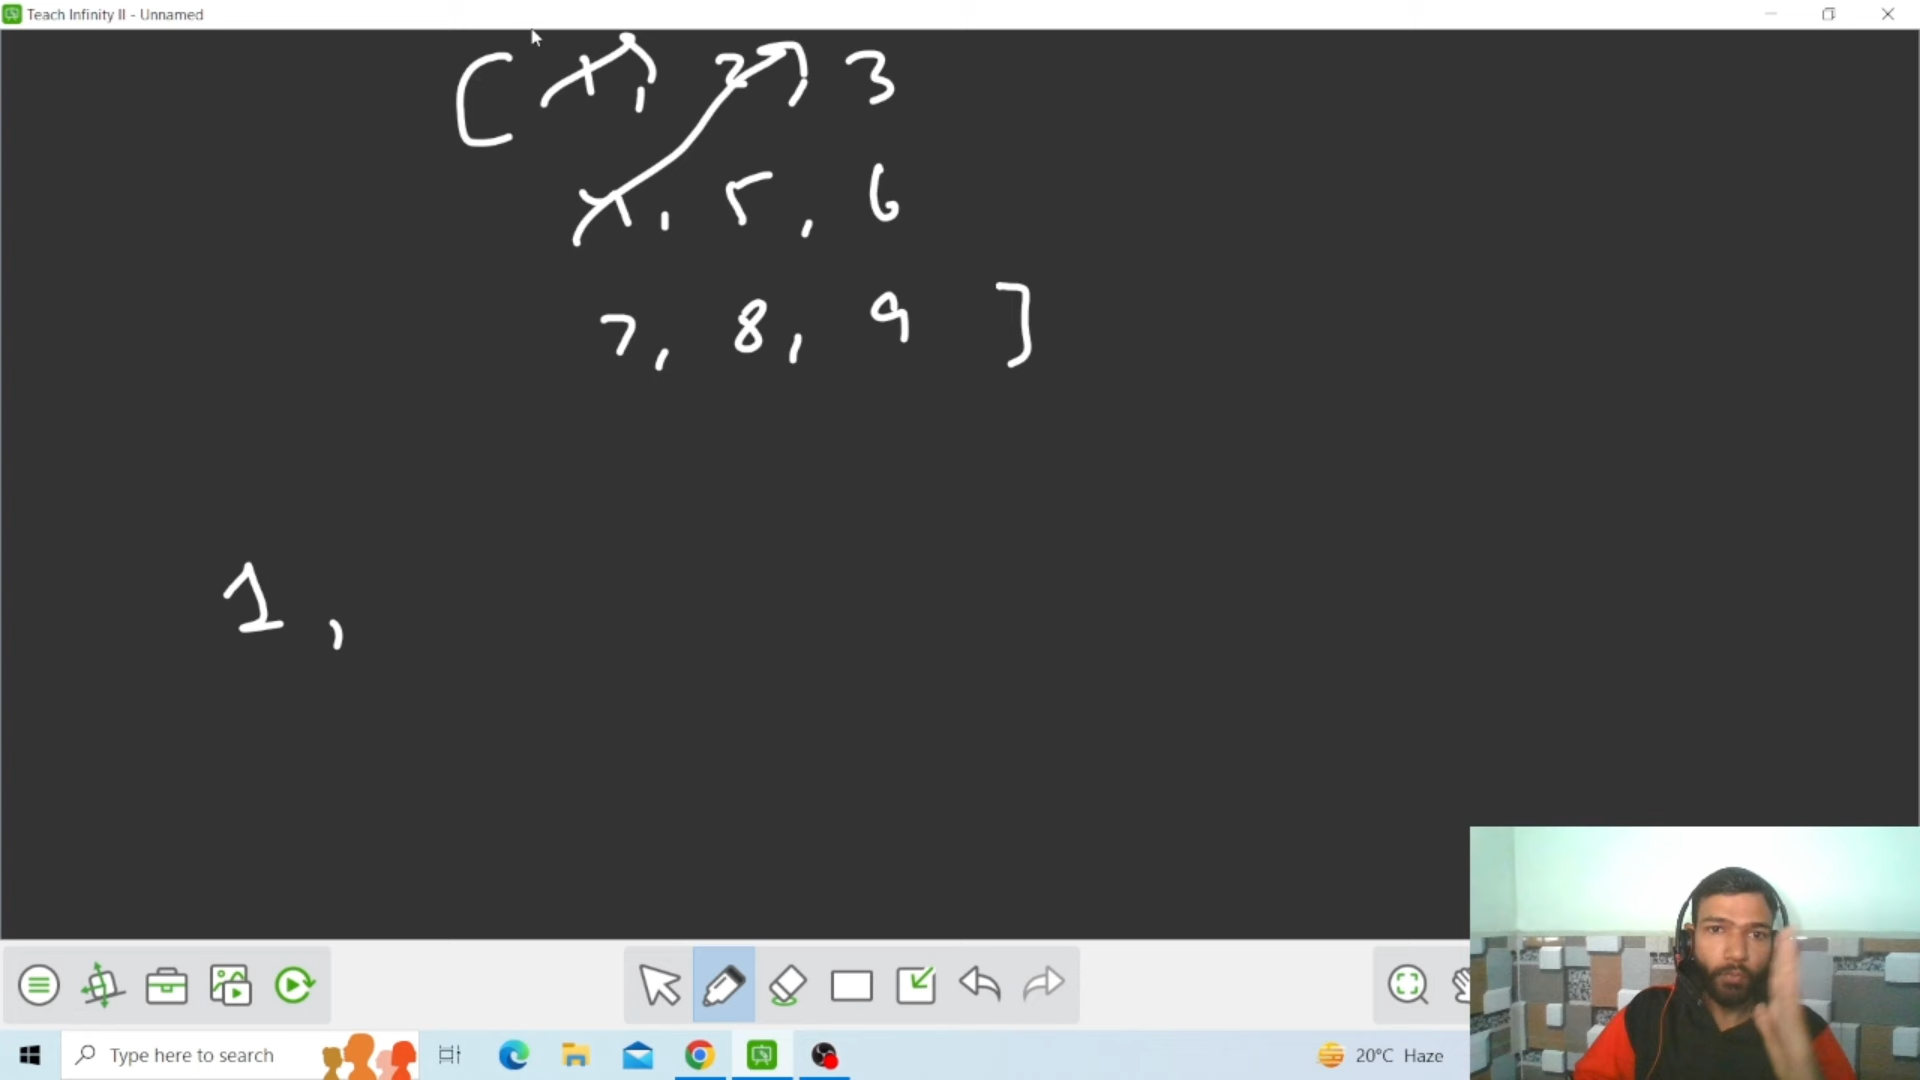 Teach Infinity II - Unnamed
[ 1, 2, 3
4, 5, 6
7, 8, 9 ]
1,
Type here to search
20°C Haze